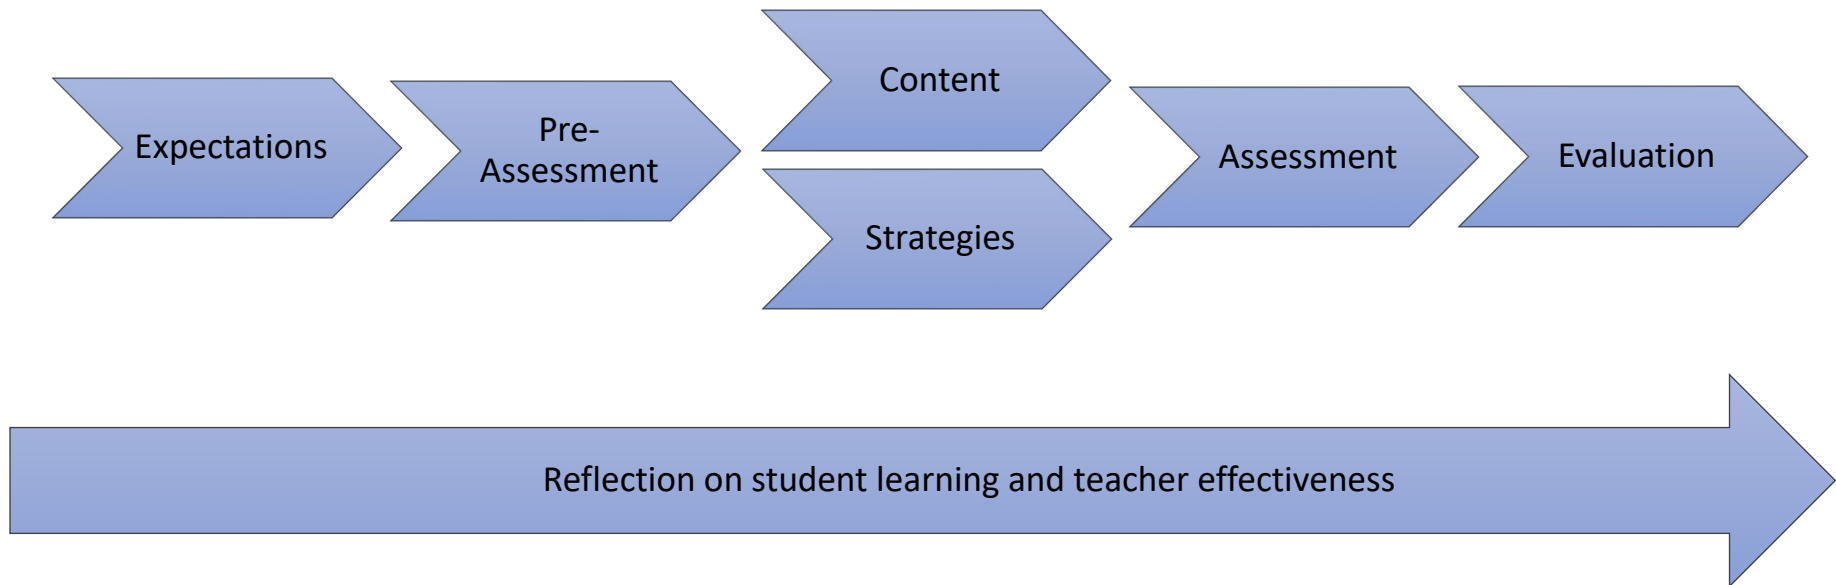 Expectations
Pre-
Assessment
Content
Strategies
Assessment
Evaluation
Reflection on student learning and teacher effectiveness